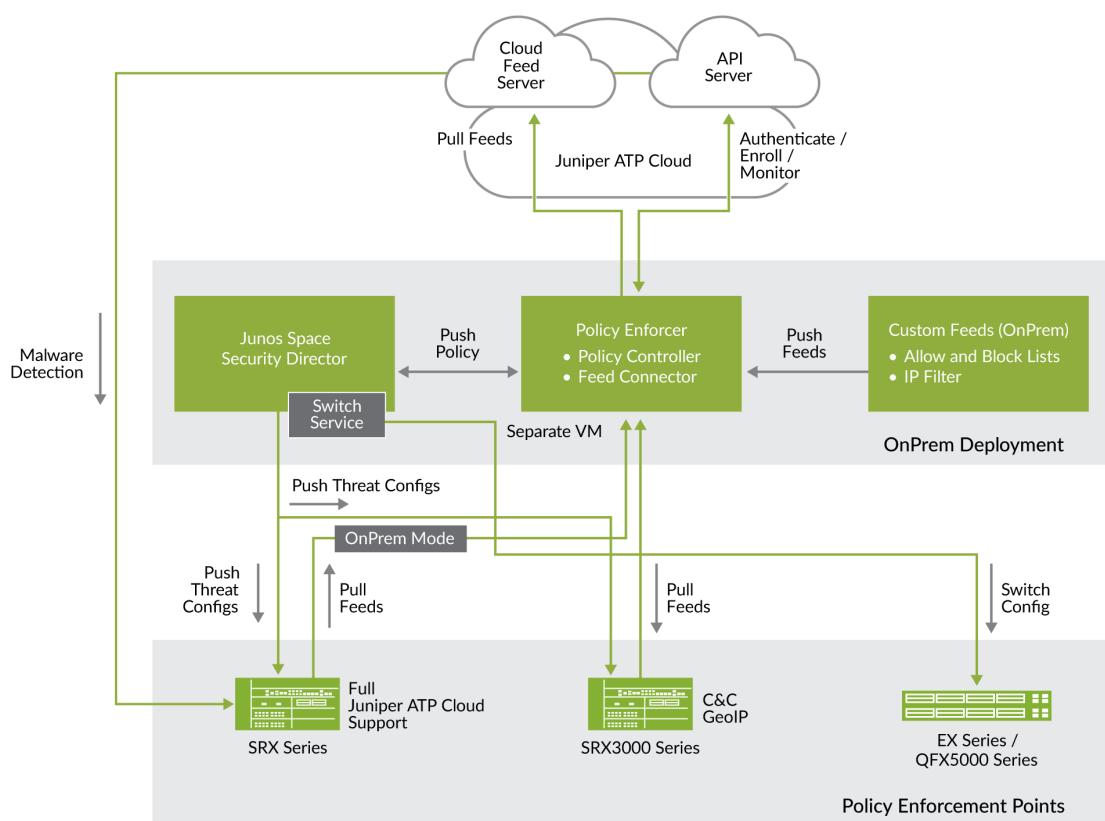 Cloud
Feed
Server
API
Server
Pull Feeds
Authenticate /
Enroll /
Monitor
Juniper ATP Cloud
Malware
Detection
Junos Space
Security Director
Push
Policy
Policy Enforcer
• Policy Controller
• Feed Connector
Push
Feeds
Custom Feeds (OnPrem)
• Allow and Block Lists
• IP Filter
Switch
Service
Separate VM
OnPrem Deployment
Push Threat Configs
OnPrem Mode
Push
Threat
Configs
Pull
Feeds
Pull
Feeds
Switch
Config
Full
Juniper ATP Cloud
Support
SRX Series
C&C
GeoIP
SRX3000 Series
EX Series /
QFX5000 Series
Policy Enforcement Points